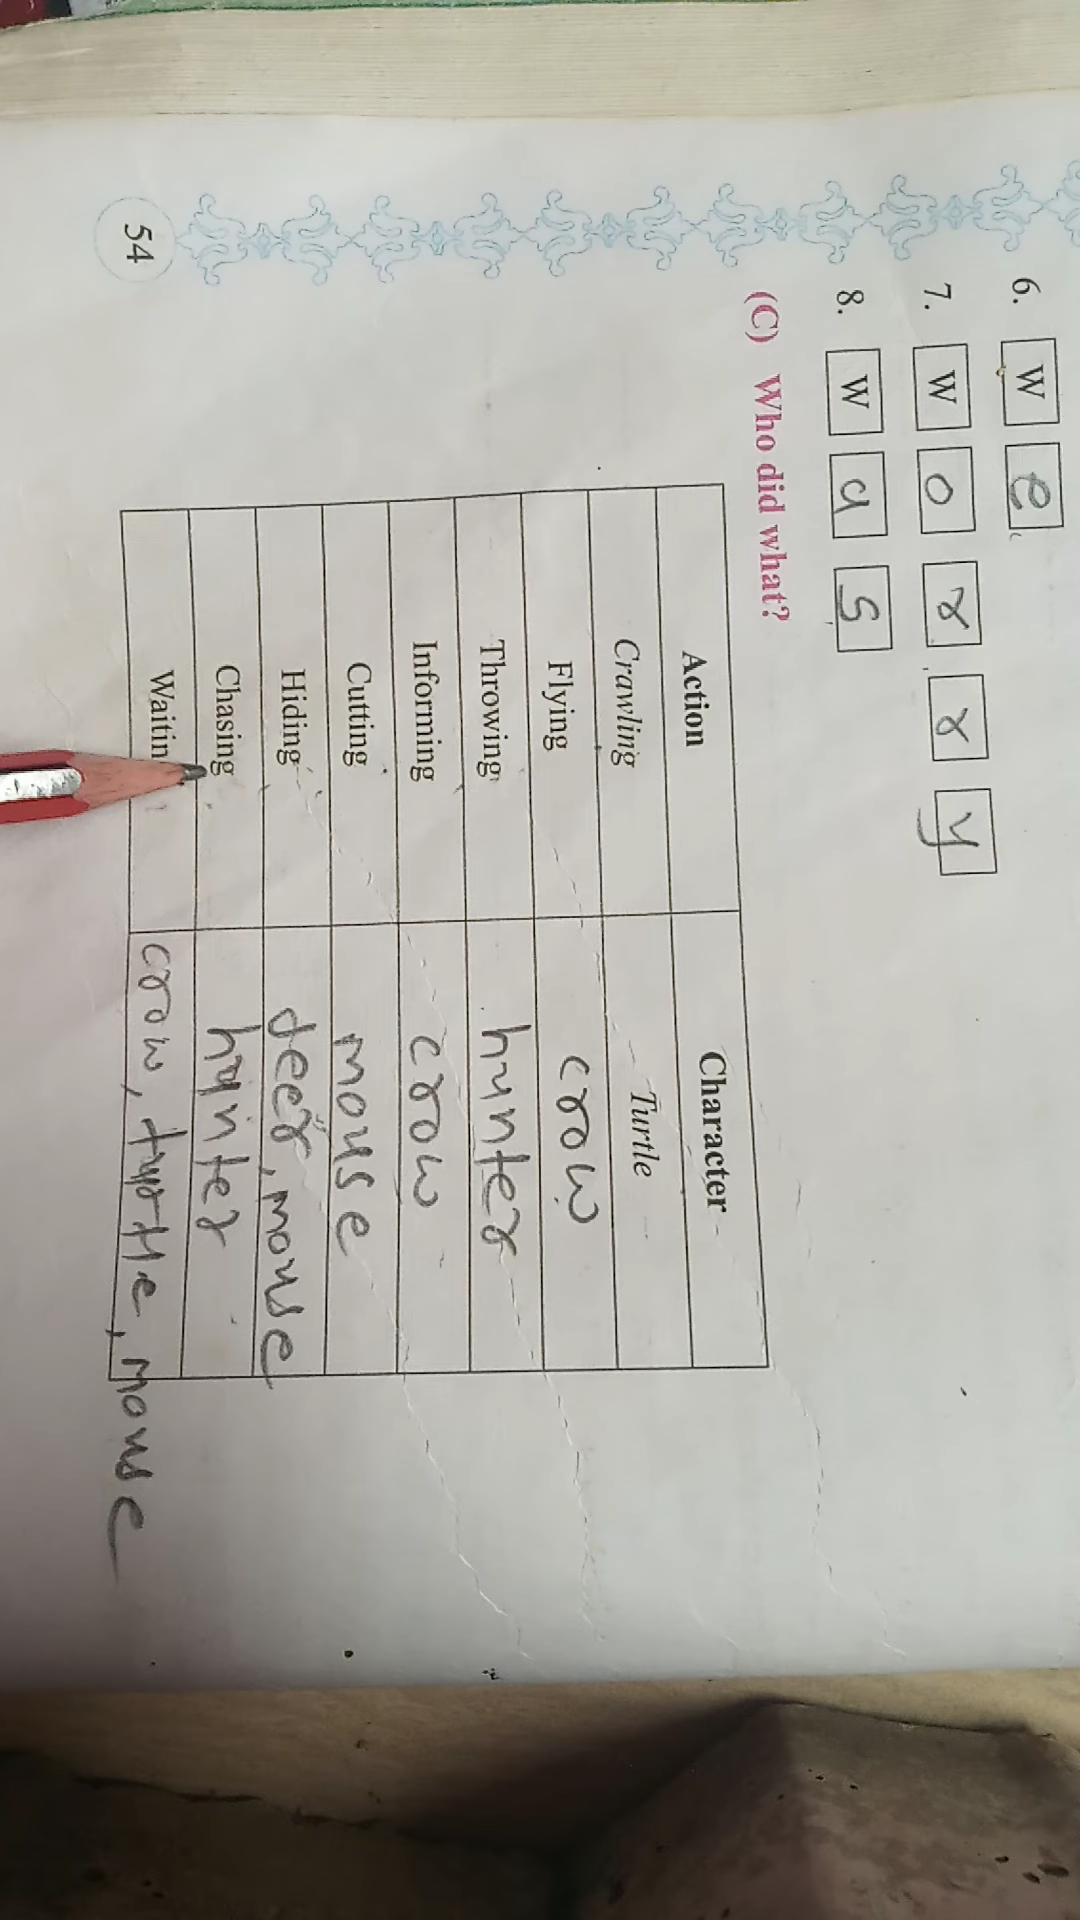 6. W e
7. W o r r y
8. W a s
(C) Who did what?
Action Character
Crawling Turtle
Flying crow
Throwing hunter
Informing crow
Cutting mouse
Hiding deer, mouse
Chasing hunter
Waitin crow, turtle, mouse
54